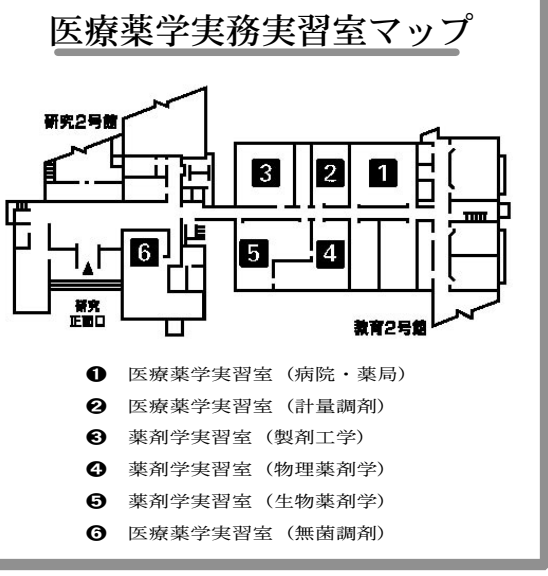 医療薬学実務実習室マップ
研究2号館
3
2
1
6
5
4
研究
正面口
教育2号館
❶ 医療薬学実習室（病院・薬局）
❷ 医療薬学実習室（計量調剤）
❸ 薬剤学実習室（製剤工学）
❹ 薬剤学実習室（物理薬剤学）
❺ 薬剤学実習室（生物薬剤学）
❻ 医療薬学実習室（無菌調剤）